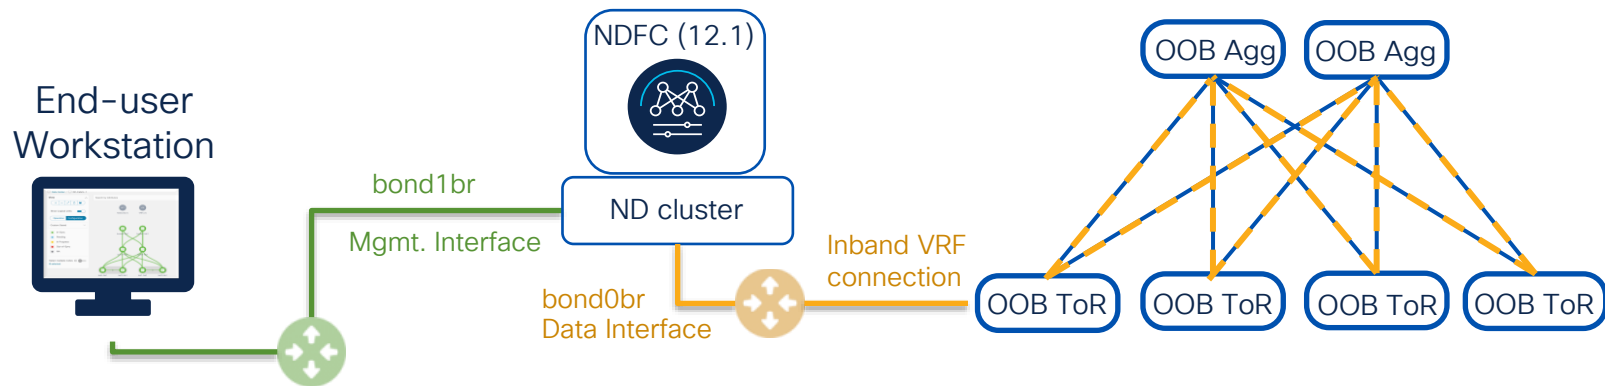 NDFC (12.1)
OOB Agg
OOB Agg
End-user
Workstation
bond1br
ND cluster
Mgmt. Interface
Inband VRF
connection
bond0br
Data Interface
OOB ToR
OOB ToR
OOB ToR
OOB ToR